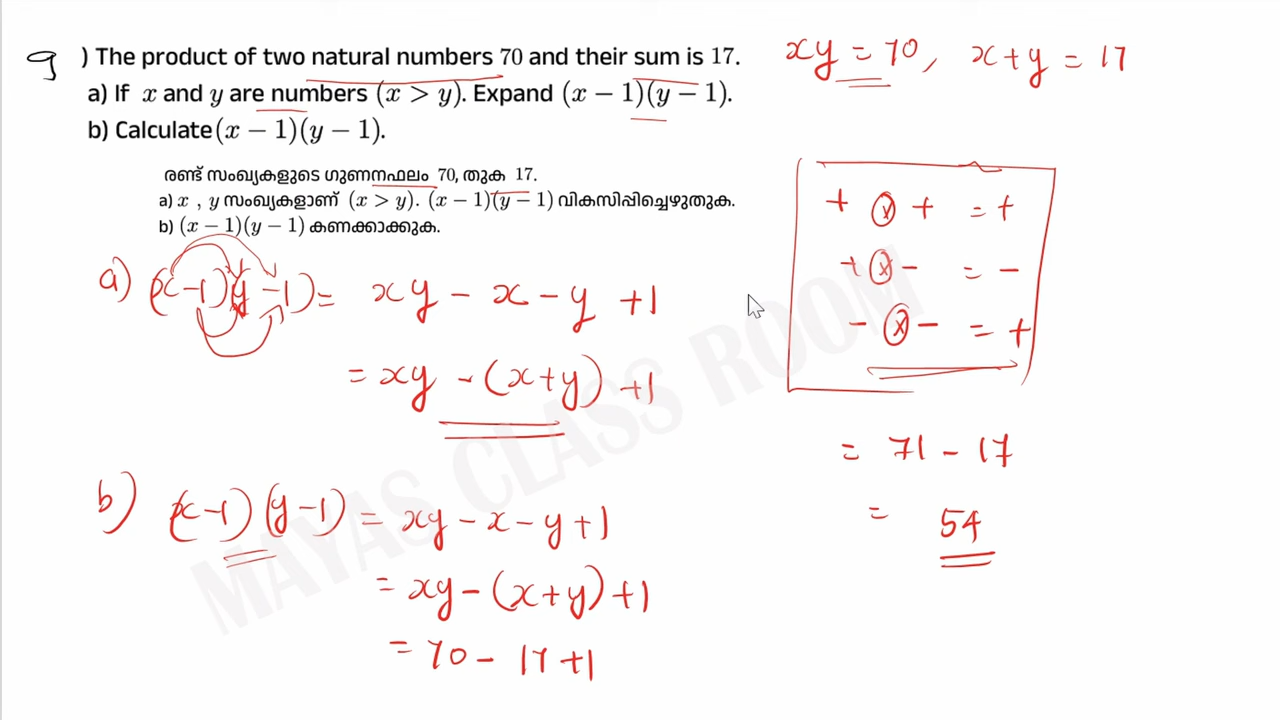 9 ) The product of two natural numbers 70 and their sum is 17.
a) If x and y are numbers (x > y). Expand (x − 1)(y − 1).
b) Calculate (x − 1)(y − 1).
xy = 70, x+y = 17
രണ്ട് സംഖ്യകളുടെ ഗുണനഫലം 70, തുക 17.
a) x , y സംഖ്യകളാണ് (x > y). (x − 1)(y − 1) വികസിപ്പിച്ചെഴുതുക.
b) (x − 1)(y − 1) കണക്കാക്കുക.
+ x + = +
+ x - = -
- x - = +
a) (x-1)(y-1) = xy - x - y +1
= xy - (x+y) +1
b) (x-1) (y-1) = xy - x - y +1
= xy - (x+y) +1
= 70 - 17 +1
= 71 - 17
= 54
MAYAS CLASS ROOM